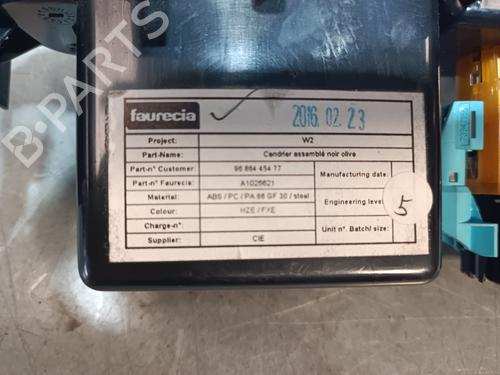 B-PARTS
faurecia
2016. 02. 23
Project: W2
Part-Name: Cendrier assemblé noir olive
Part-n° Customer: 96 864 454 77
Part-n° Faurecia: A1026621
Material: ABS / PC / PA 66 GF 30 / steel
Colour: HZE / FXE
Charge-n°:
Supplier: CIE
Manufacturing date:
Engineering level:
Unit n°. Batch/ size:
5